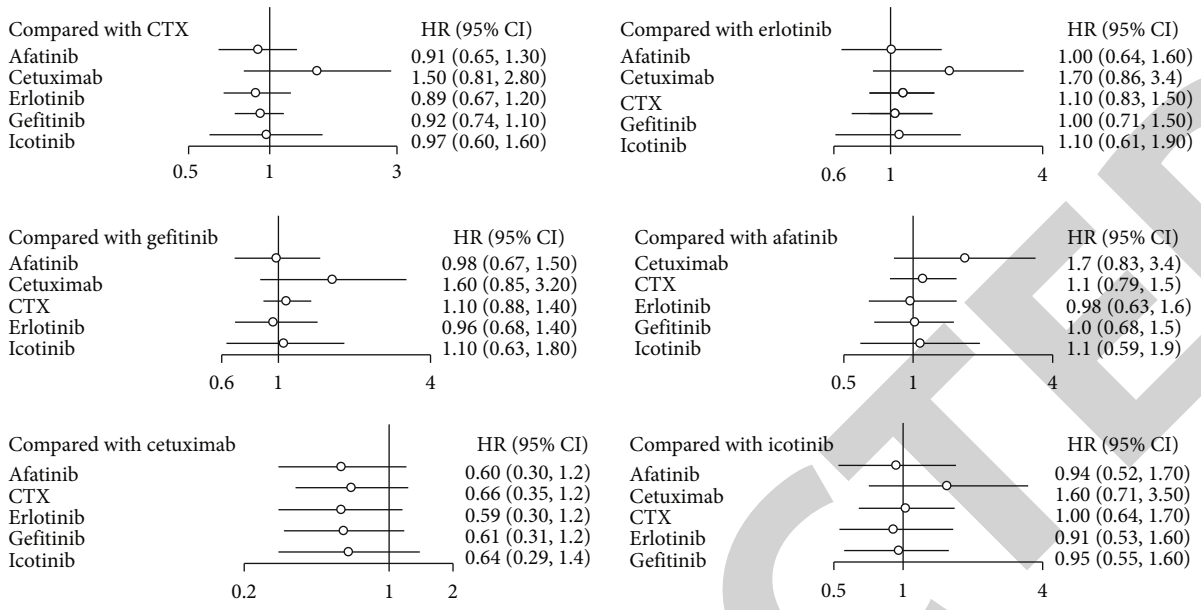 Compared with CTX HR (95% CI)
Afatinib 0.91 (0.65, 1.30)
Cetuximab 1.50 (0.81, 2.80)
Erlotinib 0.89 (0.67, 1.20)
Gefitinib 0.92 (0.74, 1.10)
Icotinib 0.97 (0.60, 1.60)
0.5 1 3
Compared with erlotinib HR (95% CI)
Afatinib 1.00 (0.64, 1.60)
Cetuximab 1.70 (0.86, 3.4)
CTX 1.10 (0.83, 1.50)
Gefitinib 1.00 (0.71, 1.50)
Icotinib 1.10 (0.61, 1.90)
0.6 1 4
Compared with gefitinib HR (95% CI)
Afatinib 0.98 (0.67, 1.50)
Cetuximab 1.60 (0.85, 3.20)
CTX 1.10 (0.88, 1.40)
Erlotinib 0.96 (0.68, 1.40)
Icotinib 1.10 (0.63, 1.80)
0.6 1 4
Compared with afatinib HR (95% CI)
Cetuximab 1.7 (0.83, 3.4)
CTX 1.1 (0.79, 1.5)
Erlotinib 0.98 (0.63, 1.6)
Gefitinib 1.0 (0.68, 1.5)
Icotinib 1.1 (0.59, 1.9)
0.5 1 4
Compared with cetuximab HR (95% CI)
Afatinib 0.60 (0.30, 1.2)
CTX 0.66 (0.35, 1.2)
Erlotinib 0.59 (0.30, 1.2)
Gefitinib 0.61 (0.31, 1.2)
Icotinib 0.64 (0.29, 1.4)
0.2 1 2
Compared with icotinib HR (95% CI)
Afatinib 0.94 (0.52, 1.70)
Cetuximab 1.60 (0.71, 3.50)
CTX 1.00 (0.64, 1.70)
Erlotinib 0.91 (0.53, 1.60)
Gefitinib 0.95 (0.55, 1.60)
0.5 1 4